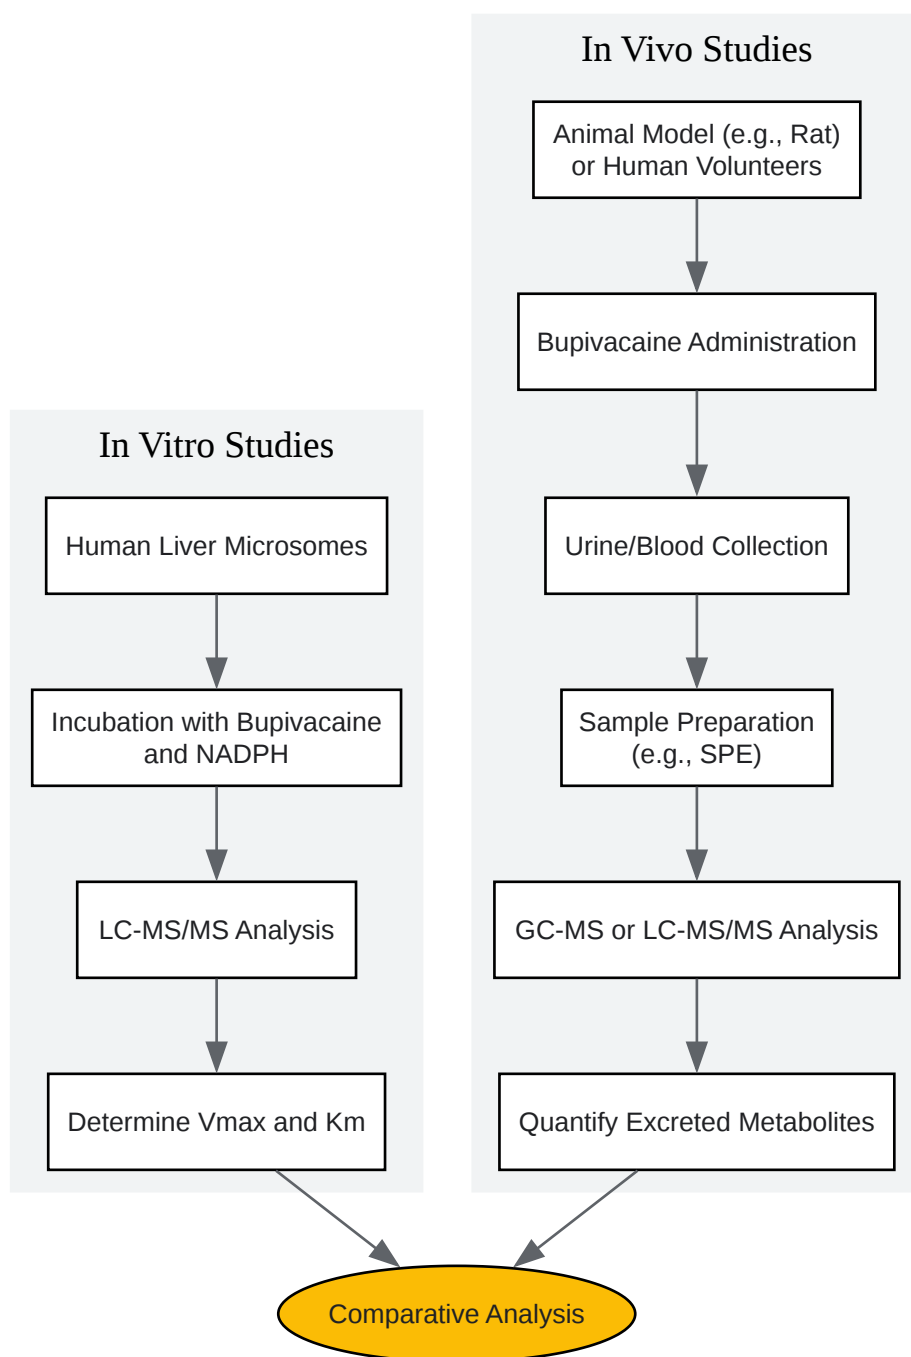 In Vivo Studies
Animal Model (e.g., Rat)
or Human Volunteers
Bupivacaine Administration
Urine/Blood Collection
Sample Preparation
(e.g., SPE)
GC-MS or LC-MS/MS Analysis
Quantify Excreted Metabolites
In Vitro Studies
Human Liver Microsomes
Incubation with Bupivacaine
and NADPH
LC-MS/MS Analysis
Determine Vmax and Km
Comparative Analysis